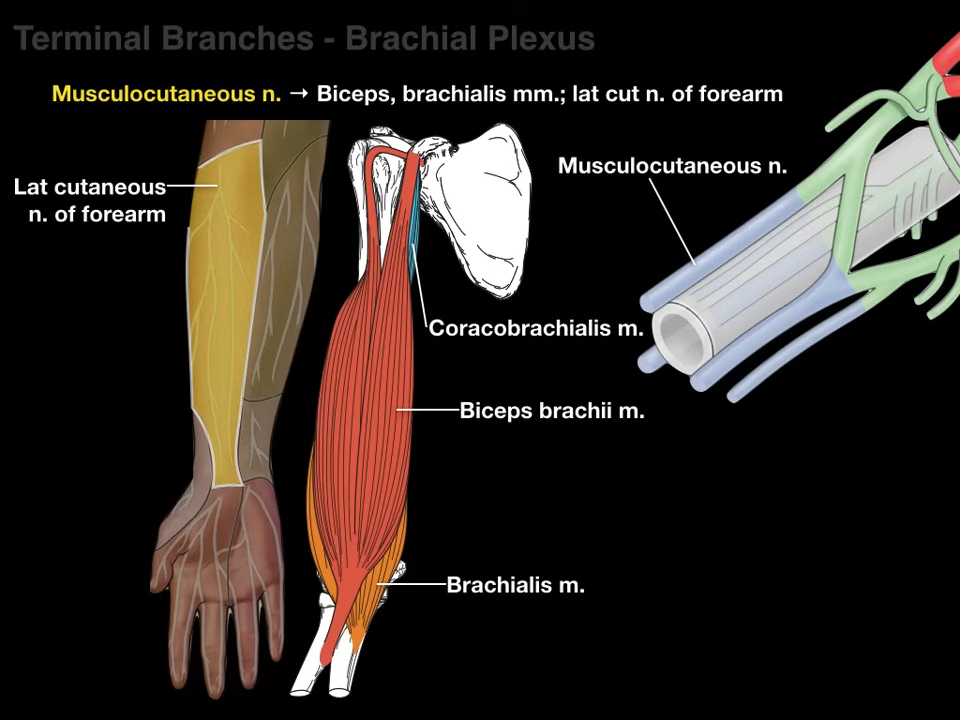 Terminal Branches - Brachial Plexus
Musculocutaneous n. → Biceps, brachialis mm.; lat cut n. of forearm
Musculocutaneous n.
Lat cutaneous
n. of forearm
Coracobrachialis m.
Biceps brachii m.
Brachialis m.